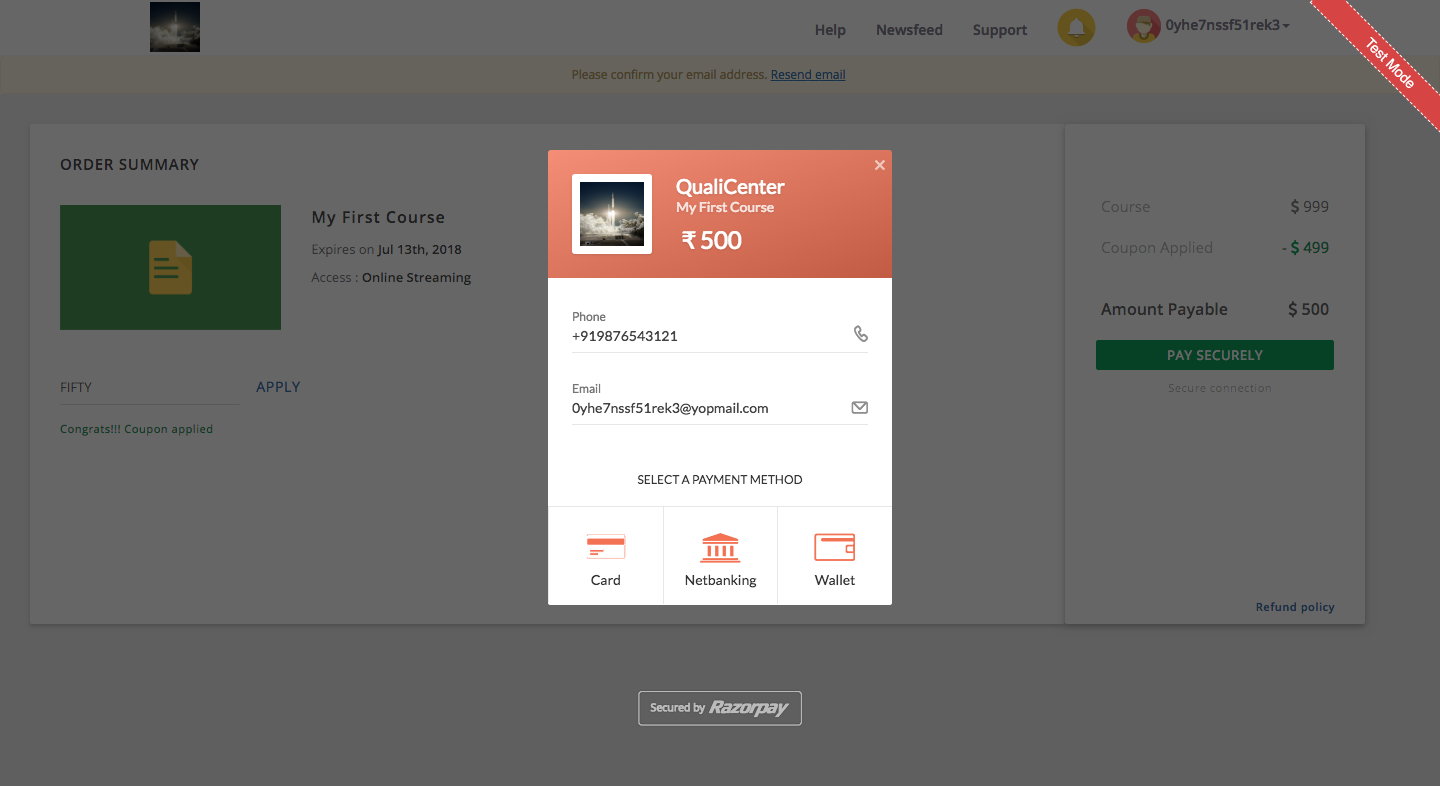 Help Newsfeed Support 0yhe7nssf51rek3
Test Mode
Please confirm your email address. Resend email
ORDER SUMMARY
My First Course
Expires on Jul 13th, 2018
Access : Online Streaming
FIFTY APPLY
Congrats!!! Coupon applied
QualiCenter
My First Course
₹ 500
Phone
+919876543121
Email
0yhe7nssf51rek3@yopmail.com
SELECT A PAYMENT METHOD
Card Netbanking Wallet
Course $ 999
Coupon Applied - $ 499
Amount Payable $ 500
PAY SECURELY
Secure connection
Refund policy
Secured by Razorpay